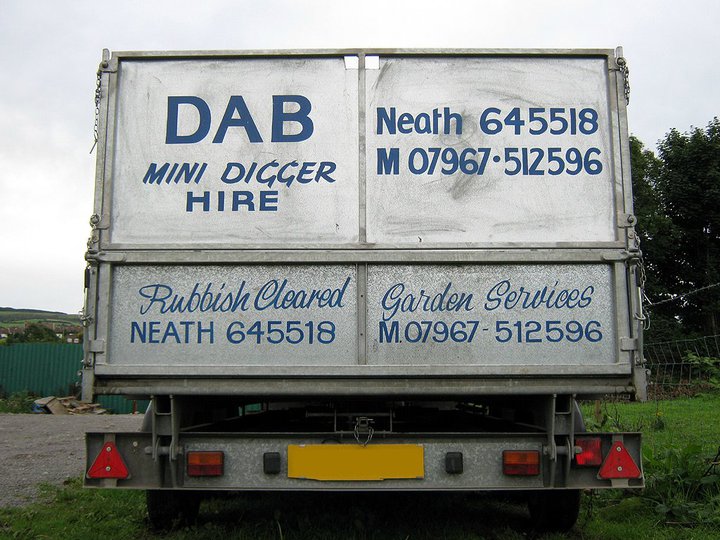 DAB
MINI DIGGER
HIRE
Neath 645518
M 07967·512596
Rubbish Cleared
NEATH 645518
Garden Services
M.07967-512596